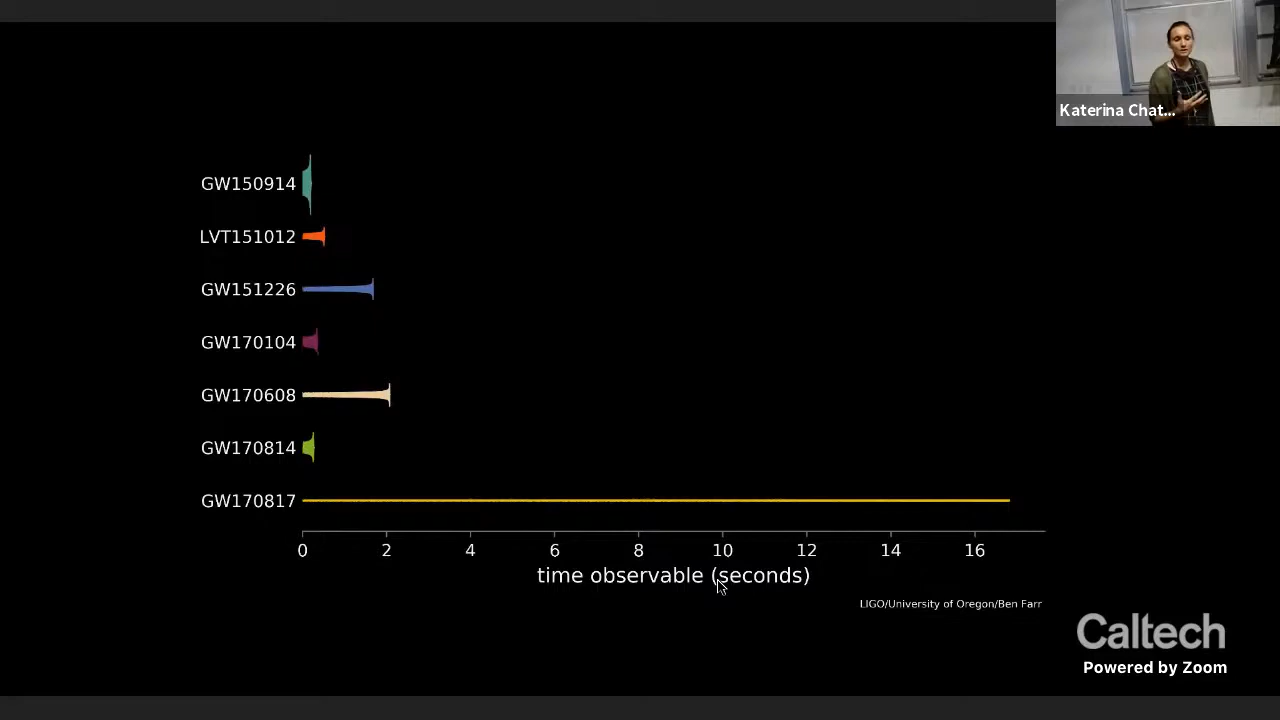 Katerina Chat...
GW150914
LVT151012
GW151226
GW170104
GW170608
GW170814
GW170817
0 2 4 6 8 10 12 14 16
time observable (seconds)
LIGO/University of Oregon/Ben Farr
Caltech
Powered by Zoom